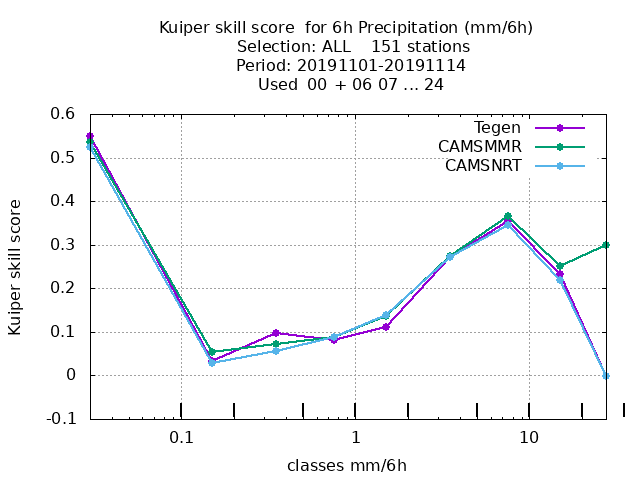 Kuiper skill score  for 6h Precipitation (mm/6h)
Selection: ALL    151 stations
Period: 20191101-20191114
Used  00  + 06 07 ... 24
Tegen
CAMSMMR
CAMSNRT
Kuiper skill score
0.6
0.5
0.4
0.3
0.2
0.1
0
-0.1
0.1
1
10
classes mm/6h